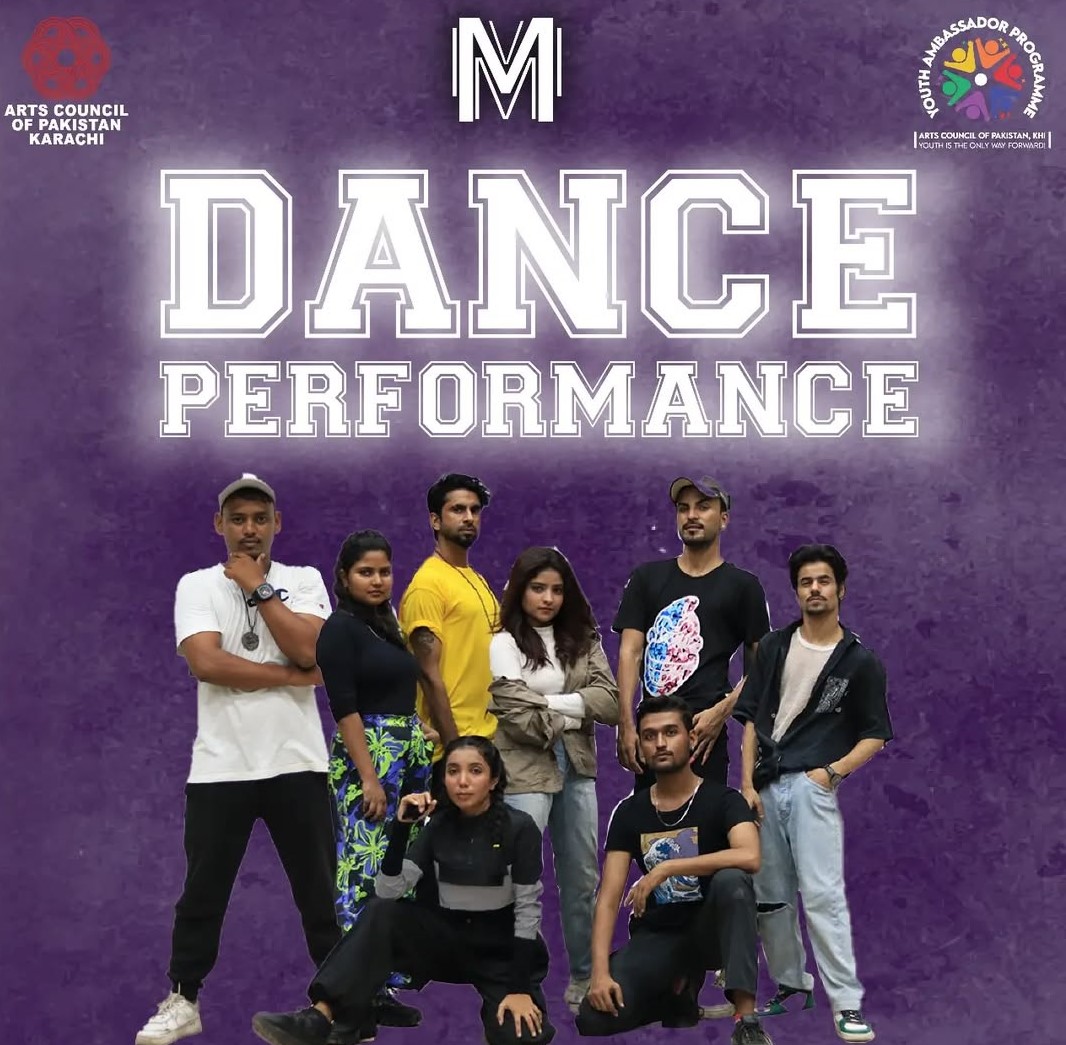 ARTS COUNCIL
OF PAKISTAN
KARACHI
M
YOUTH AMBASSADOR PROGRAMME
ARTS COUNCIL OF PAKISTAN, KHI
YOUTH IS THE ONLY WAY FORWARD!
DANCE
PERFORMANCE